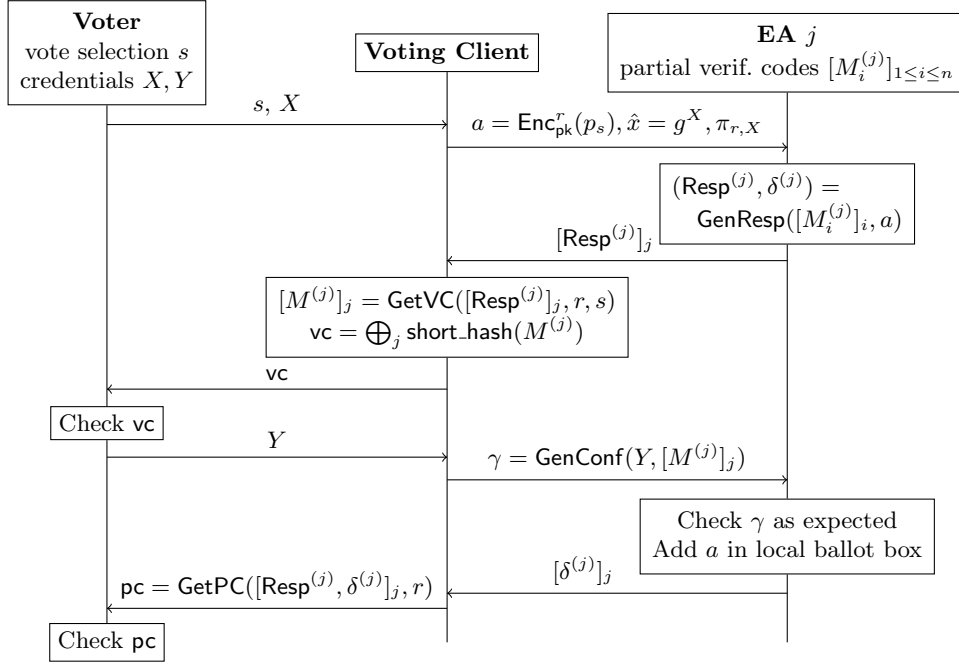 Voter
vote selection s
credentials X, Y
Voting Client
EA j
partial verif. codes [M_i^{(j)}]_{1≤i≤n}
s, X
a = Enc_{pk}^r(p_s), x̂ = g^X, π_{r,X}
(Resp^{(j)}, δ^{(j)}) =
GenResp([M_i^{(j)}]_i, a)
[Resp^{(j)}]_j
[M^{(j)}]_j = GetVC([Resp^{(j)}]_j, r, s)
vc = ⊕_j short_hash(M^{(j)})
vc
Check vc
Y
γ = GenConf(Y, [M^{(j)}]_j)
Check γ as expected
Add a in local ballot box
[δ^{(j)}]_j
pc = GetPC([Resp^{(j)}, δ^{(j)}]_j, r)
Check pc